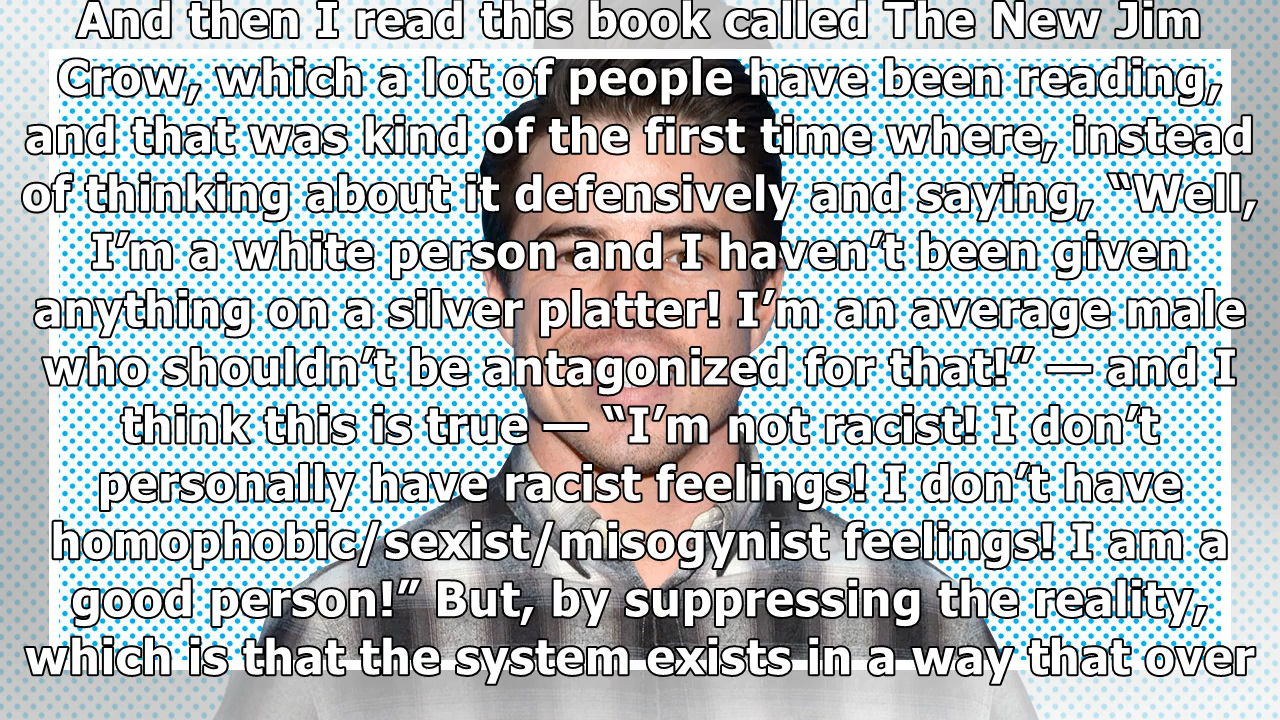 And then I read this book called The New Jim
Crow, which a lot of people have been reading,
and that was kind of the first time where, instead
of thinking about it defensively and saying, “Well,
I’m a white person and I haven’t been given
anything on a silver platter! I’m an average male
who shouldn’t be antagonized for that!” — and I
think this is true — “I’m not racist! I don’t
personally have racist feelings! I don’t have
homophobic/sexist/misogynist feelings! I am a
good person!” But, by suppressing the reality,
which is that the system exists in a way that over